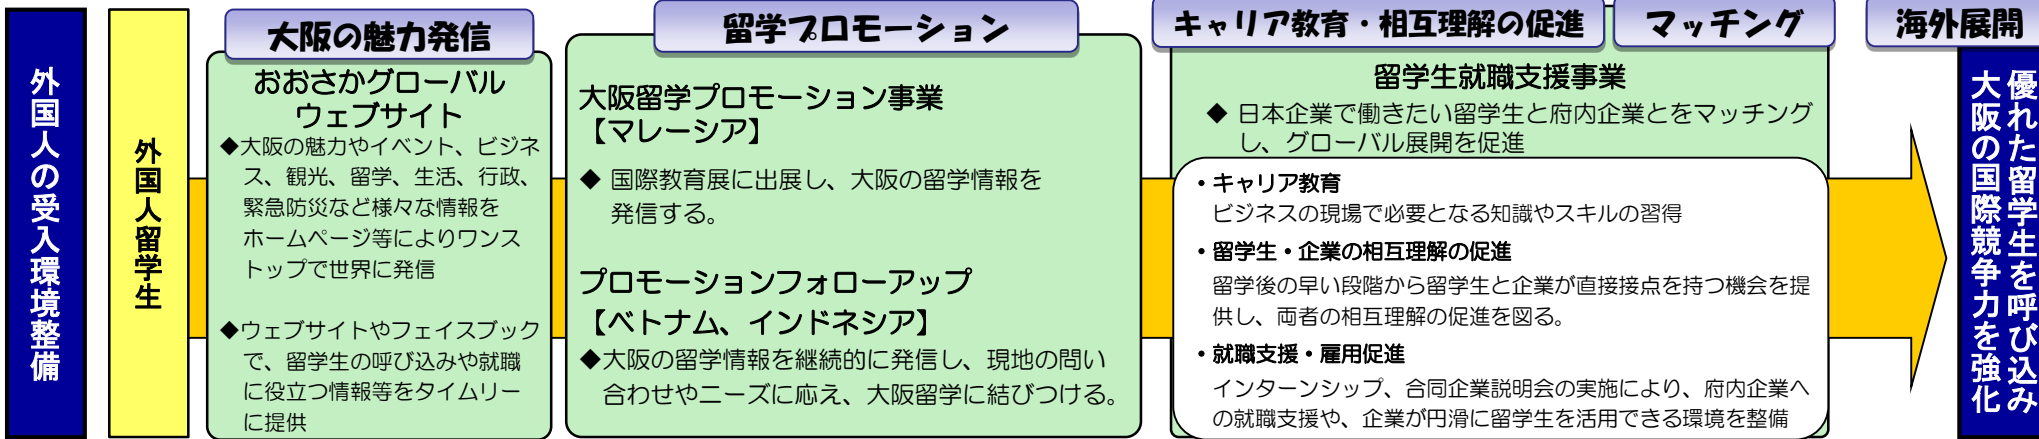 外国人の受入環境整備
外国人留学生
大阪の魅力発信
おおさかグローバル
ウェブサイト
◆大阪の魅力やイベント、ビジネ
ス、観光、留学、生活、行政、
緊急防災など様々な情報を
ホームページ等によりワンス
トップで世界に発信
◆ウェブサイトやフェイスブック
で、留学生の呼び込みや就職
に役立つ情報等をタイムリー
に提供
留学プロモーション
大阪留学プロモーション事業
【マレーシア】
◆ 国際教育展に出展し、大阪の留学情報を
発信する。
プロモーションフォローアップ
【ベトナム、インドネシア】
◆大阪の留学情報を継続的に発信し、現地の問い
合わせやニーズに応え、大阪留学に結びつける。
キャリア教育・相互理解の促進
マッチング
留学生就職支援事業
◆ 日本企業で働きたい留学生と府内企業とをマッチング
し、グローバル展開を促進
・キャリア教育
ビジネスの現場で必要となる知識やスキルの習得
・留学生・企業の相互理解の促進
留学後の早い段階から留学生と企業が直接接点を持つ機会を提
供し、両者の相互理解の促進を図る。
・就職支援・雇用促進
インターンシップ、合同企業説明会の実施により、府内企業へ
の就職支援や、企業が円滑に留学生を活用できる環境を整備
海外展開
優れた留学生を呼び込み
大阪の国際競争力を強化